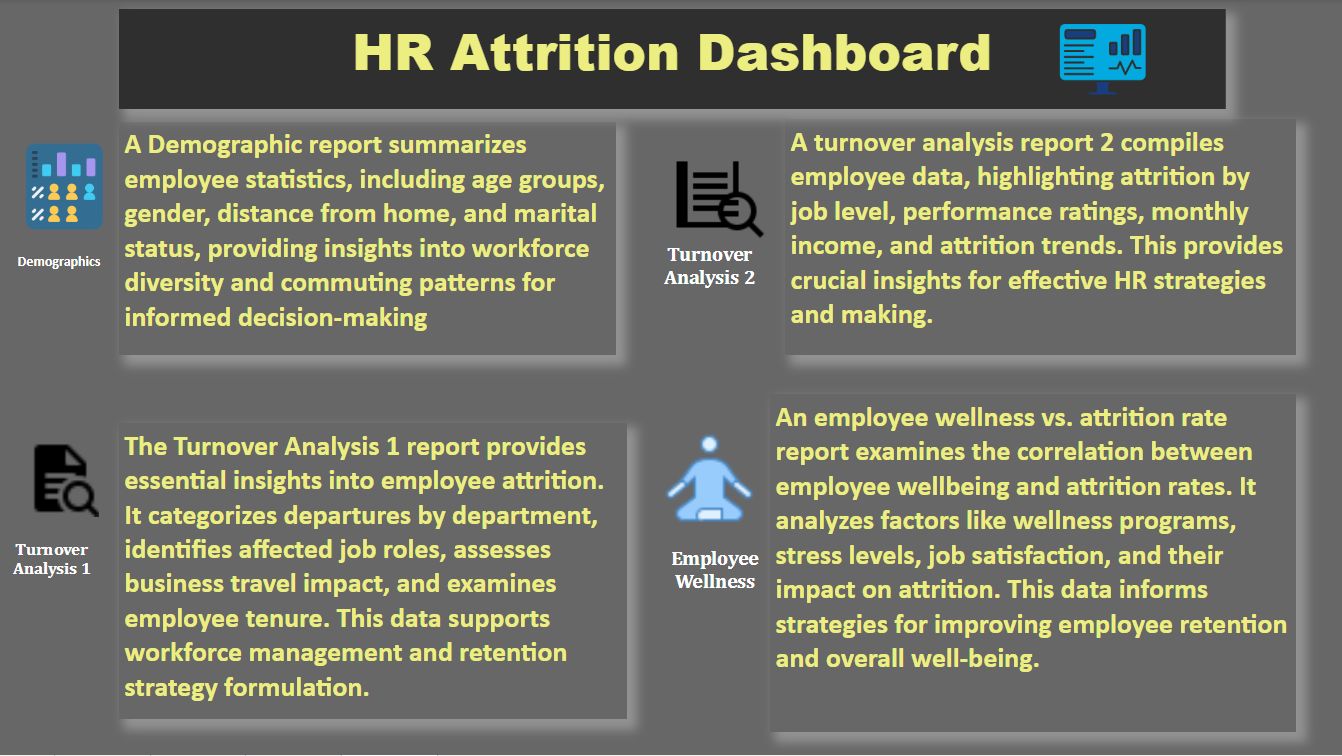 HR Attrition Dashboard
A Demographic report summarizes
employee statistics, including age groups,
gender, distance from home, and marital
status, providing insights into workforce
diversity and commuting patterns for
informed decision-making
Demographics
A turnover analysis report 2 compiles
employee data, highlighting attrition by
job level, performance ratings, monthly
income, and attrition trends. This provides
crucial insights for effective HR strategies
and making.
Turnover
Analysis 2
The Turnover Analysis 1 report provides
essential insights into employee attrition.
It categorizes departures by department,
identifies affected job roles, assesses
business travel impact, and examines
employee tenure. This data supports
workforce management and retention
strategy formulation.
Turnover
Analysis 1
An employee wellness vs. attrition rate
report examines the correlation between
employee wellbeing and attrition rates. It
analyzes factors like wellness programs,
stress levels, job satisfaction, and their
impact on attrition. This data informs
strategies for improving employee retention
and overall well-being.
Employee
Wellness